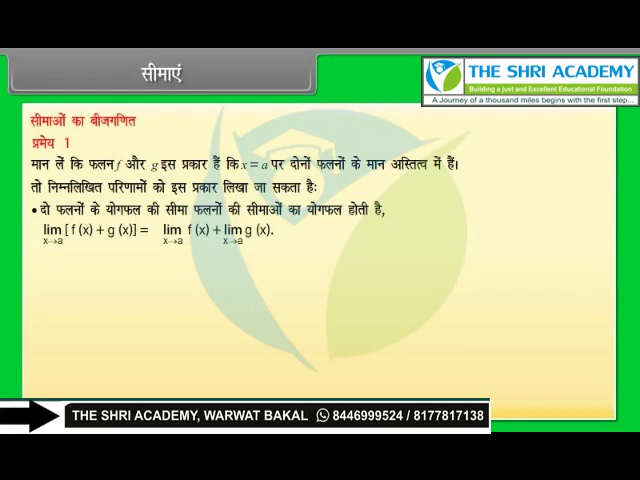 सीमाएं
THE SHRI ACADEMY
Building a just and Excellent Educational Foundation
A Journey of a thousand miles begins with the first step...
सीमाओं का बीजगणित
प्रमेय 1
मान लें कि फलन f और g इस प्रकार हैं कि x = a पर दोनों फलनों के मान अस्तित्व में हैं।
तो निम्नलिखित परिणामों को इस प्रकार लिखा जा सकता है:
• दो फलनों के योगफल की सीमा फलनों की सीमाओं का योगफल होती है,
lim [ f (x) + g (x)] = lim f (x) + lim g (x).
x→a x→a x→a
THE SHRI ACADEMY, WARWAT BAKAL 8446999524 / 8177817138